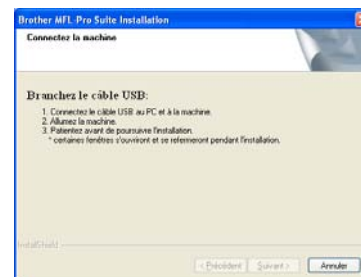 Brother MFL-Pro Suite Installation
Connectez la machine
Branchez le câble USB:
1. Connectez le câble USB au PC et à la machine.
2. Allumez la machine.
3. Patientez avant de poursuivre l'installation.
* certaines fenêtres s'ouvriront et se refermeront pendant l'installation.
InstallShield
< Précédent
Suivant >
Annuler